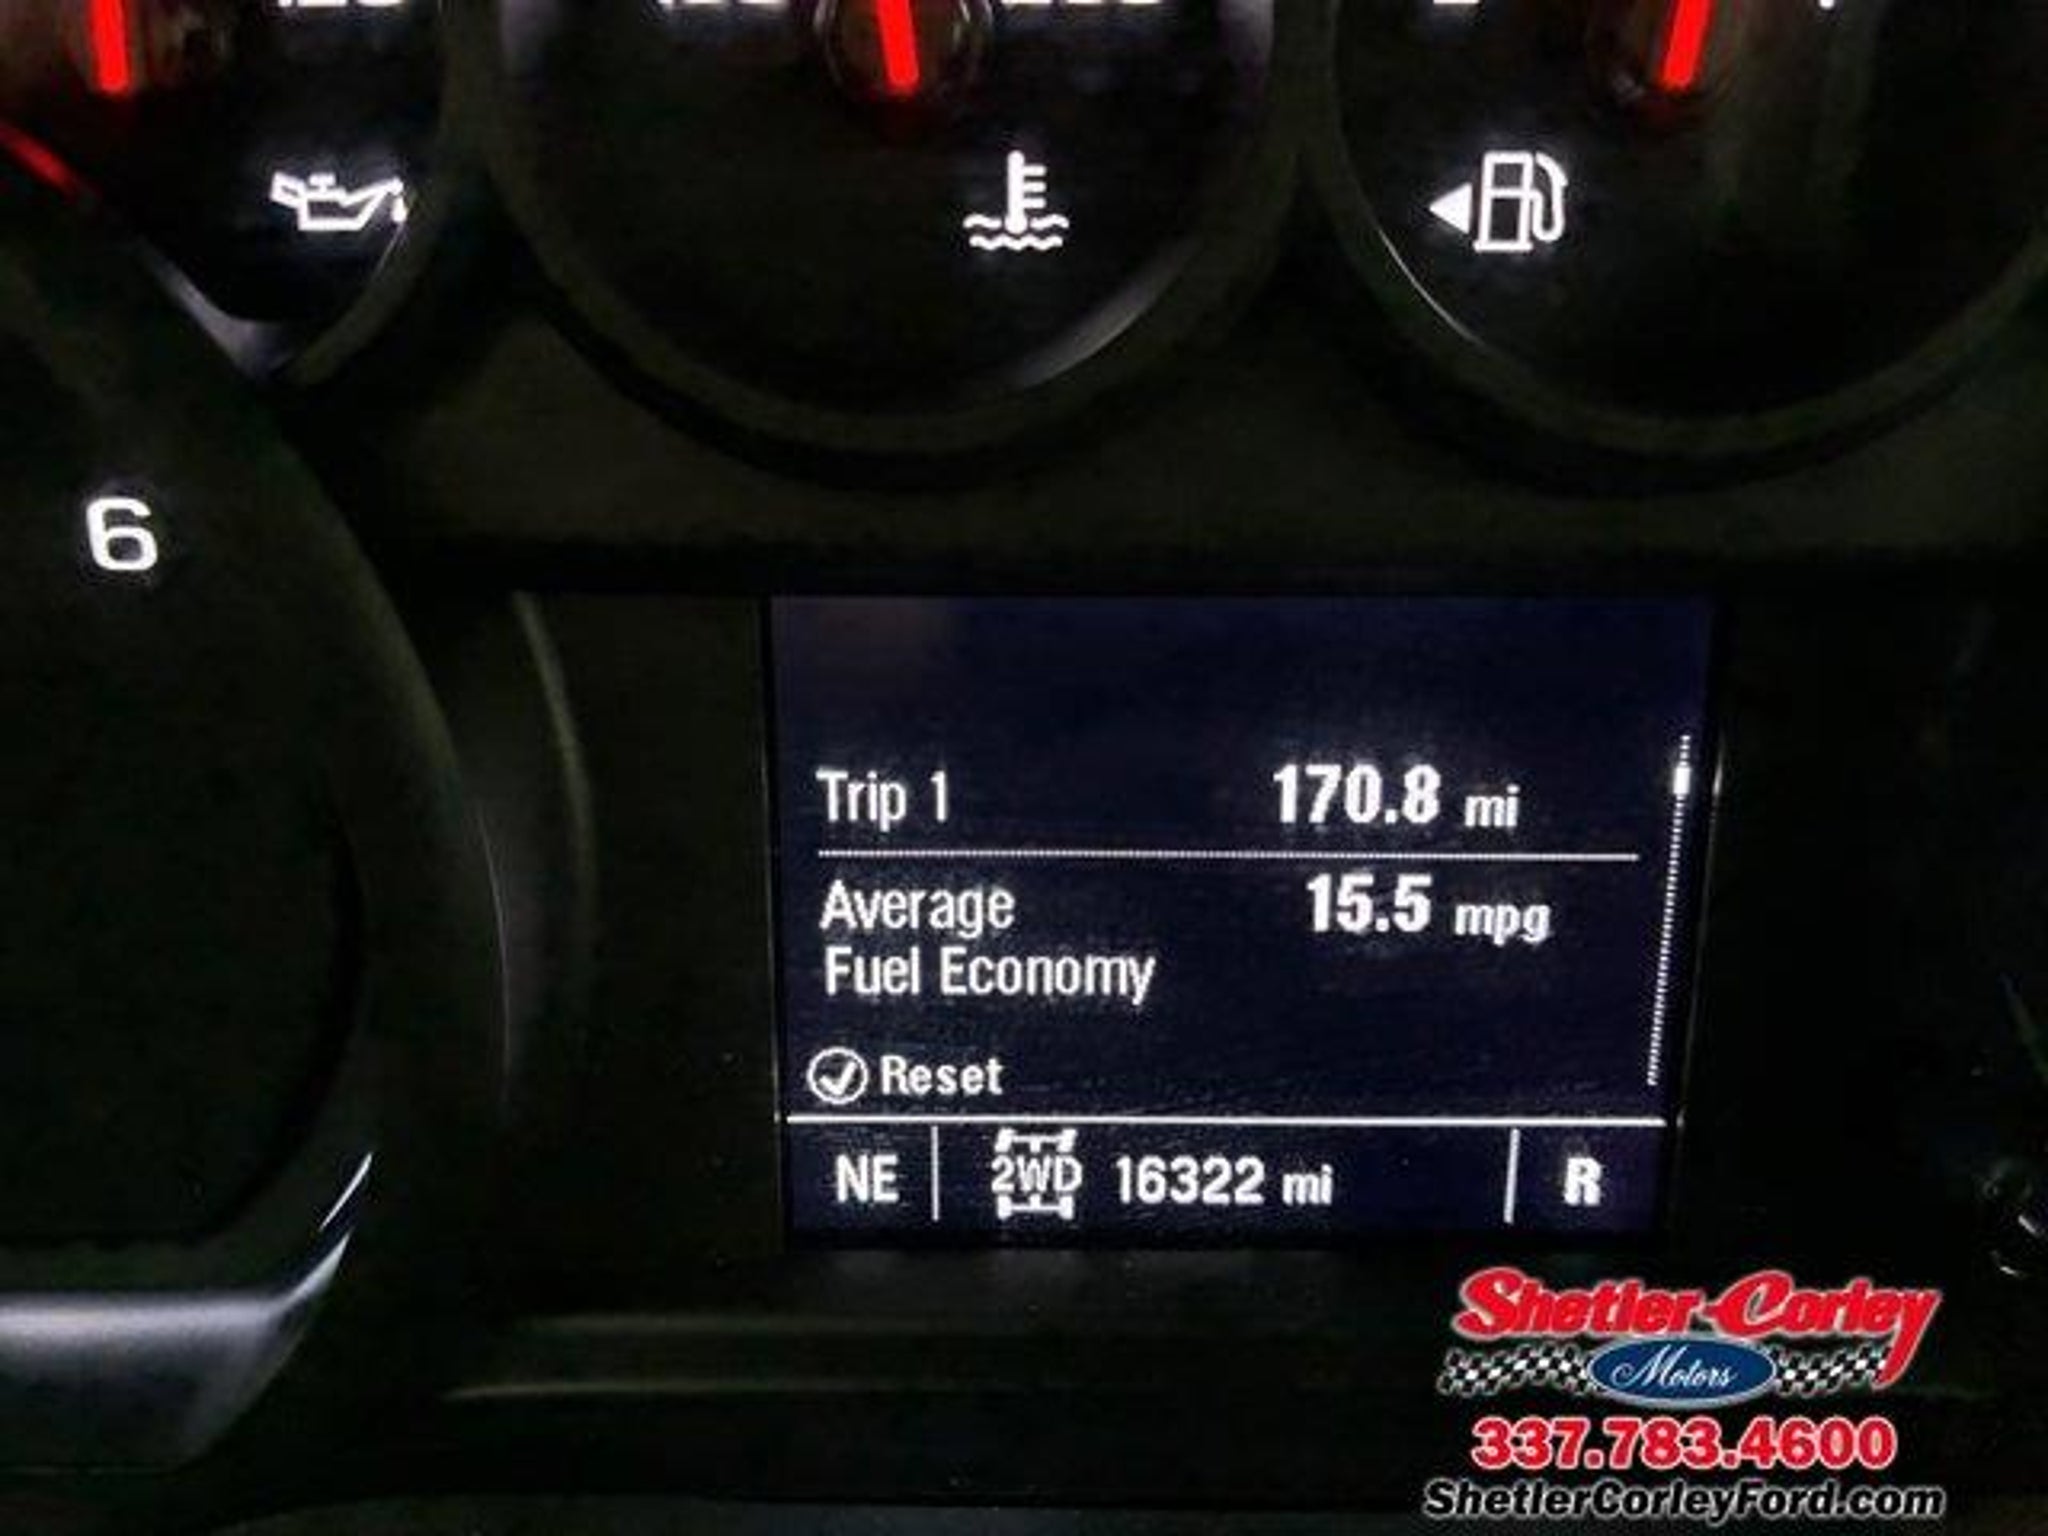 6
Trip 1 170.8 mi
Average 15.5 mpg
Fuel Economy
Reset
NE 2WD 16322 mi R
Shetler-Corley
Motors
337.783.4600
ShetlerCorleyFord.com